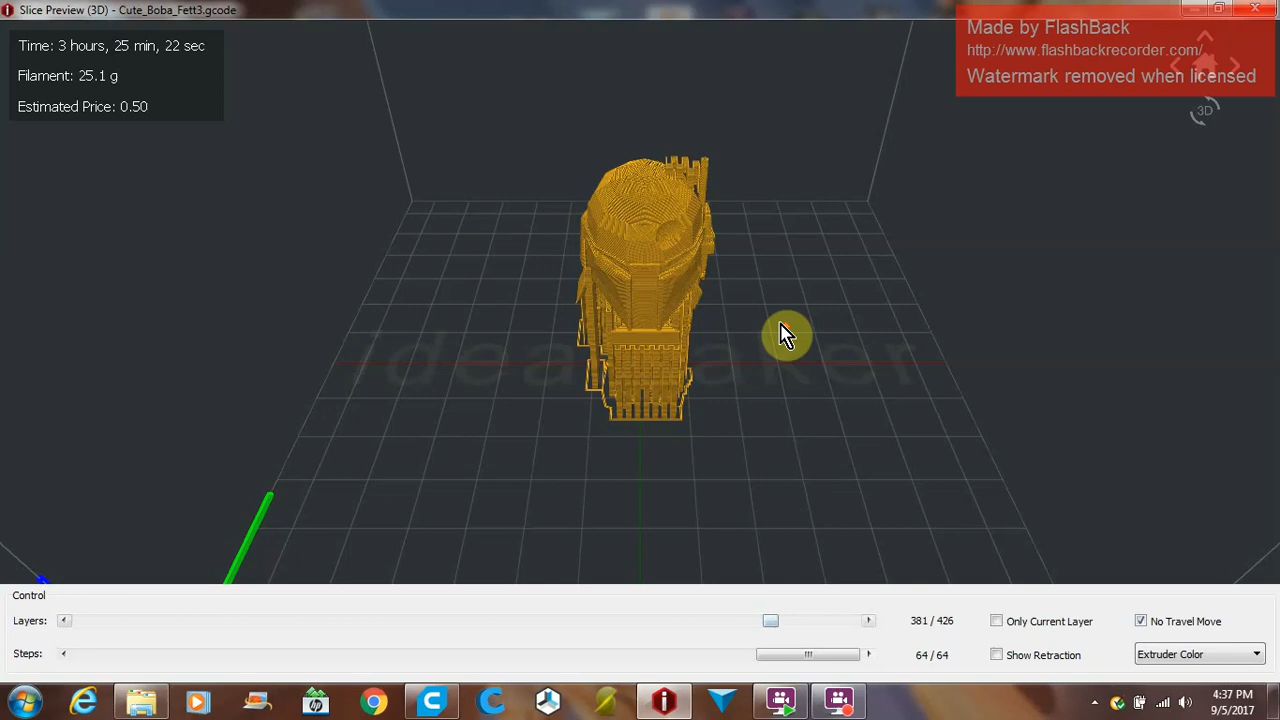 Slice Preview (3D) - Cute_Boba_Fett3.gcode
Time: 3 hours, 25 min, 22 sec
Filament: 25.1 g
Estimated Price: 0.50
Made by FlashBack
http://www.flashbackrecorder.com/
Watermark removed when licensed
3D
ideamaker
Control
Layers:
381 / 426
Only Current Layer
No Travel Move
Steps:
64 / 64
Show Retraction
Extruder Color
4:37 PM
9/5/2017